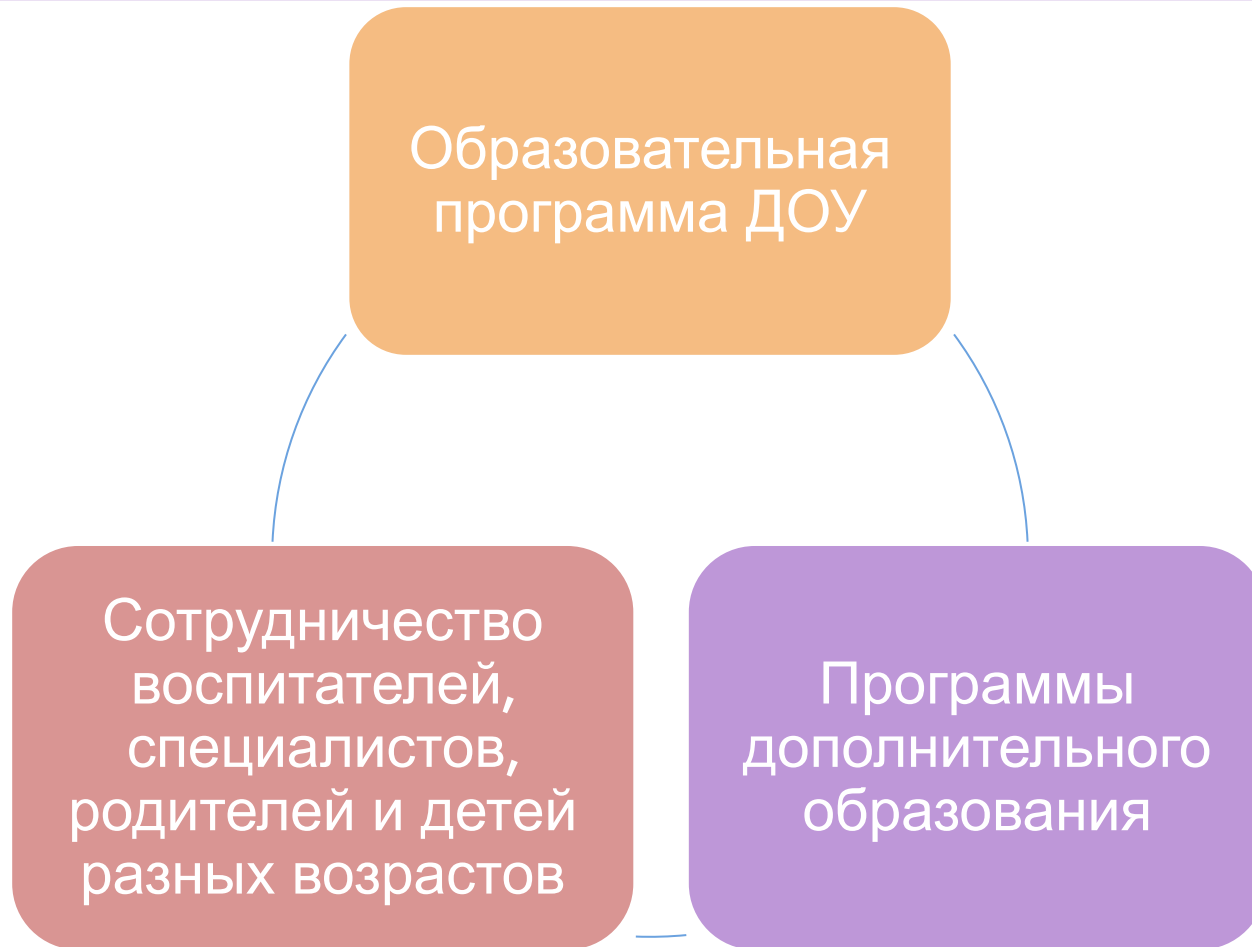 Образовательная
программа ДОУ
Сотрудничество
воспитателей,
специалистов,
родителей и детей
разных возрастов
Программы
дополнительного
образования